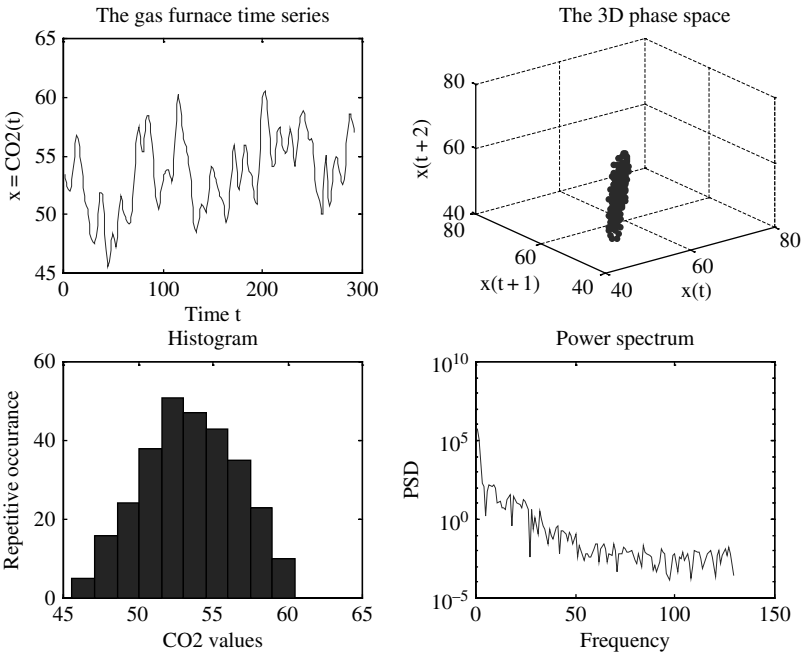 The gas furnace time series
x = CO2(t)
65
60
55
50
45
0
100
200
300
Time t
The 3D phase space
x(t + 2)
80
60
40
80
60
40
x(t + 1)
40
60
80
x(t)
Histogram
Repetitive occurance
60
40
20
0
45
50
55
60
65
CO2 values
Power spectrum
PSD
10^10
10^5
10^0
10^−5
0
50
100
150
Frequency